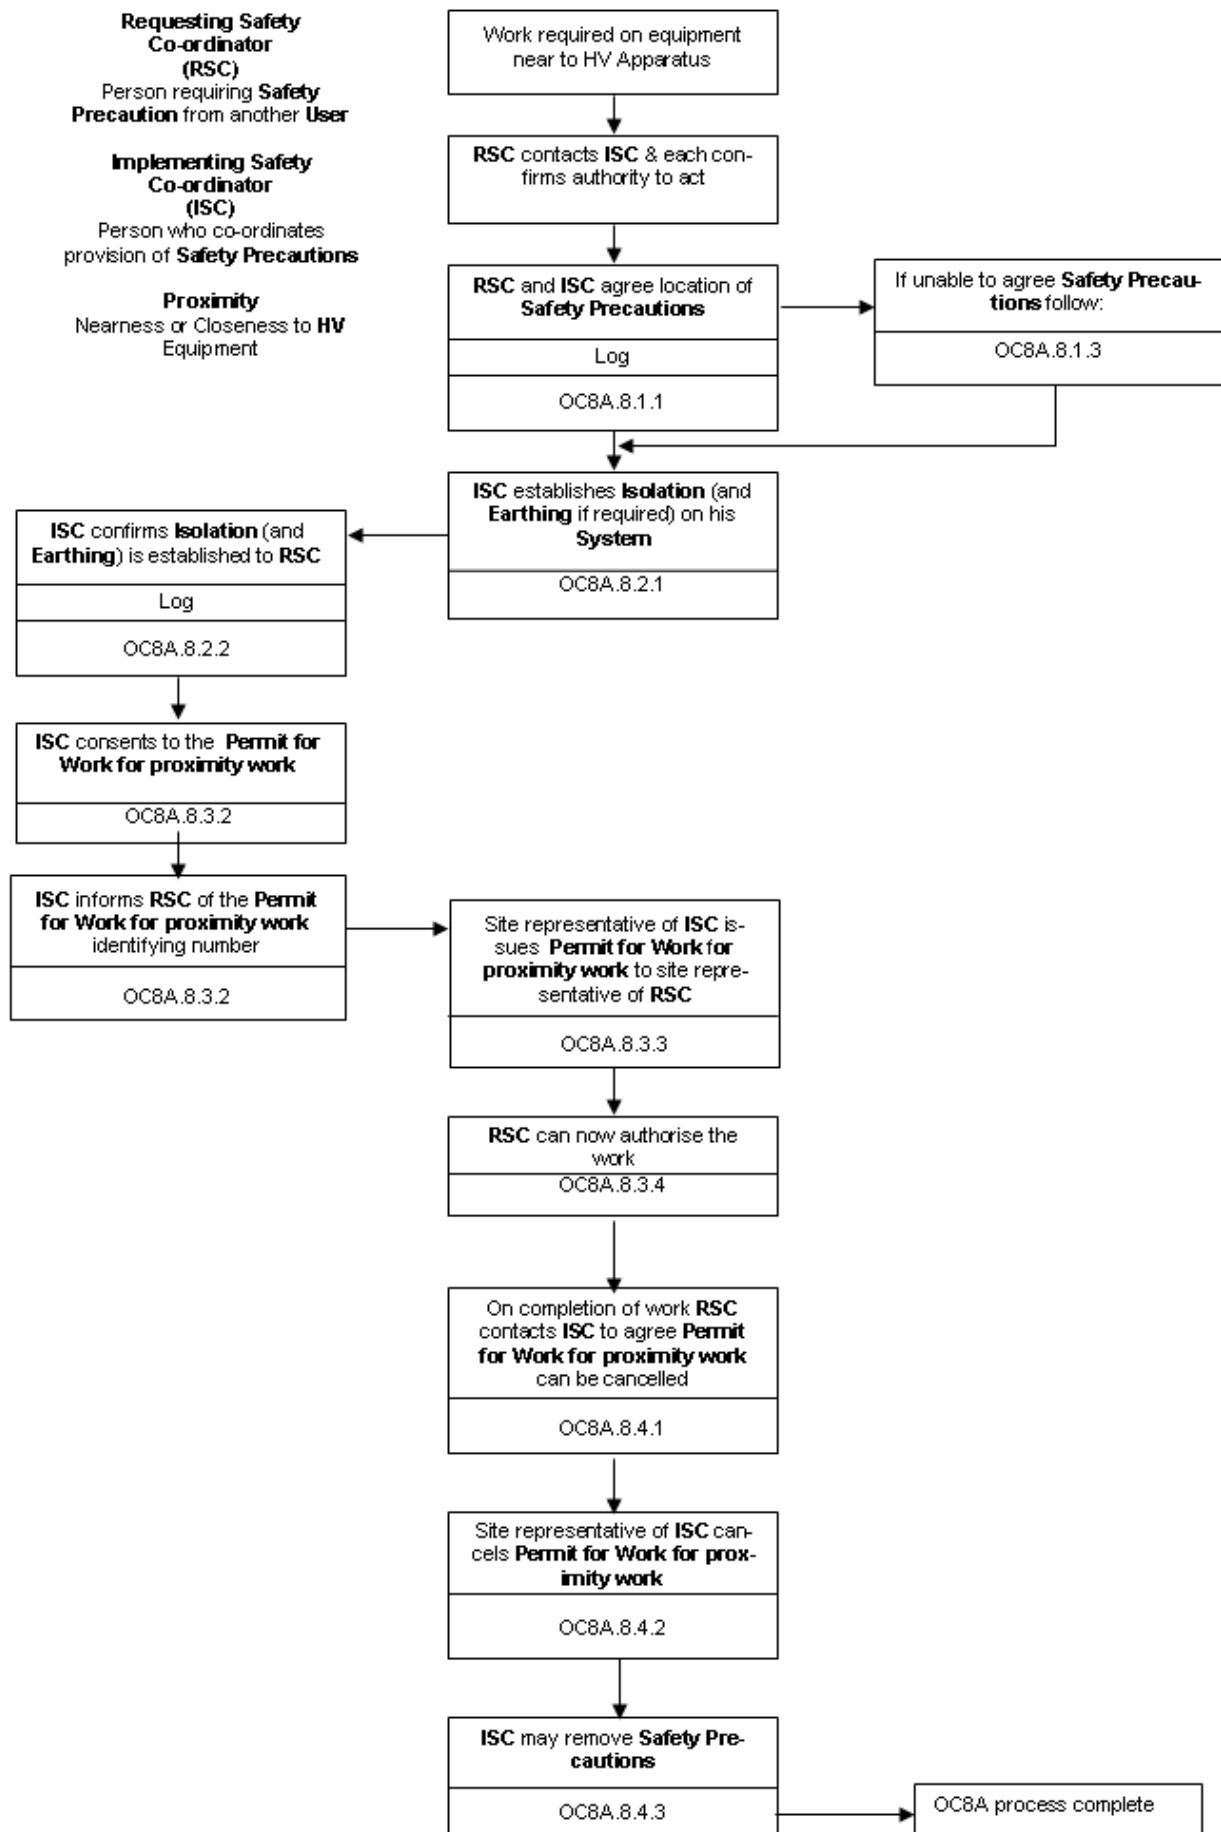 Requesting Safety
Co-ordinator
(RSC)
Person requiring Safety
Precaution from another User
Implementing Safety
Co-ordinator
(ISC)
Person who co-ordinates
provision of Safety Precautions
Proximity
Nearness or Closeness to HV
Equipment
Work required on equipment
near to HV Apparatus
RSC contacts ISC & each con-
firms authority to act
RSC and ISC agree location of
Safety Precautions
Log
OC8A.8.1.1
If unable to agree Safety Precau-
tions follow:
OC8A.8.1.3
ISC establishes Isolation (and
Earthing if required) on his
System
OC8A.8.2.1
ISC confirms Isolation (and
Earthing) is established to RSC
Log
OC8A.8.2.2
ISC consents to the Permit for
Work for proximity work
OC8A.8.3.2
ISC informs RSC of the Permit
for Work for proximity work
identifying number
OC8A.8.3.2
Site representative of ISC is-
sues Permit for Work for
proximity work to site repre-
sentative of RSC
OC8A.8.3.3
RSC can now authorise the
work
OC8A.8.3.4
On completion of work RSC
contacts ISC to agree Permit
for Work for proximity work
can be cancelled
OC8A.8.4.1
Site representative of ISC can-
cels Permit for Work for prox-
imity work
OC8A.8.4.2
ISC may remove Safety Pre-
cautions
OC8A.8.4.3
OC8A process complete